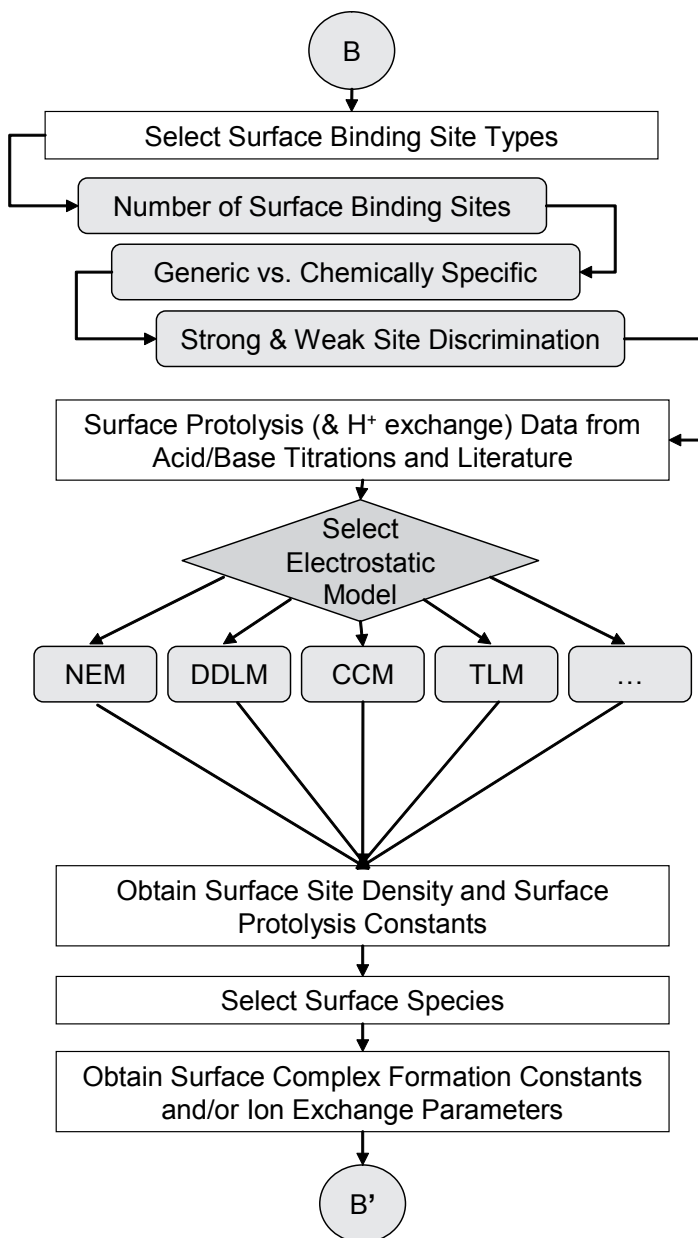 B
Select Surface Binding Site Types
Number of Surface Binding Sites
Generic vs. Chemically Specific
Strong & Weak Site Discrimination
Surface Protolysis (& H⁺ exchange) Data from
Acid/Base Titrations and Literature
Select
Electrostatic
Model
NEM
DDLM
CCM
TLM
…
Obtain Surface Site Density and Surface
Protolysis Constants
Select Surface Species
Obtain Surface Complex Formation Constants
and/or Ion Exchange Parameters
B’